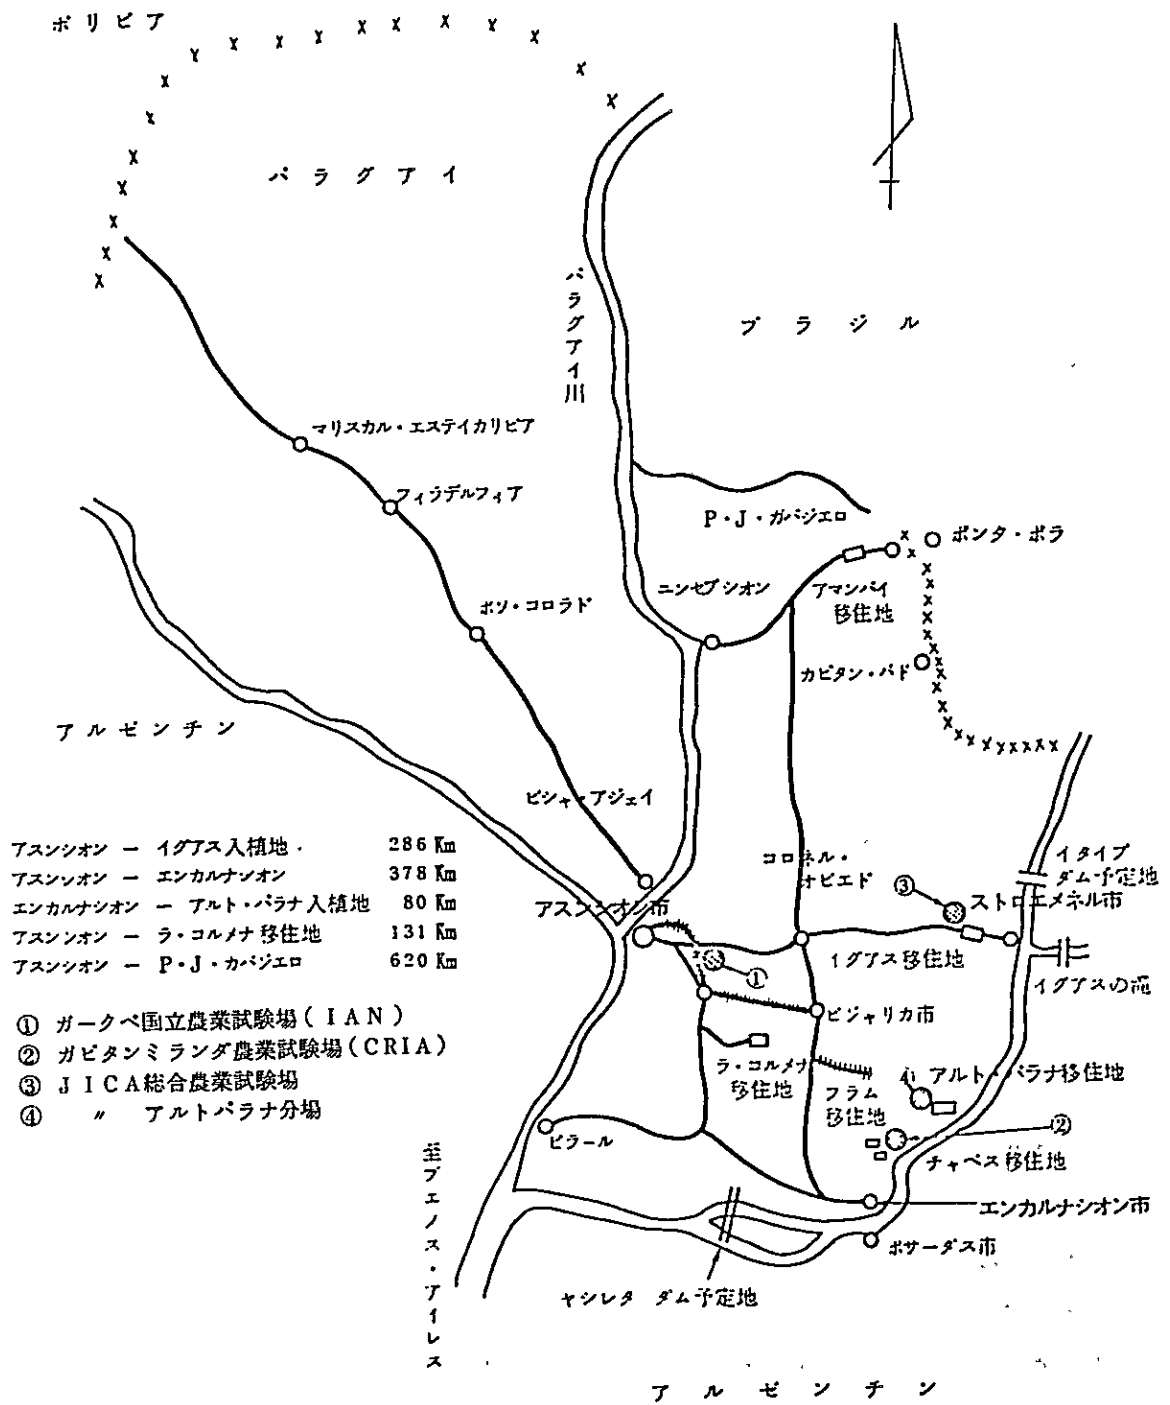 ボリビア
パラグアイ
パラグアイ川
ブラジル
マリスカル・エステイカリビア
フィラデルフィア
P・J・カバジエロ
ポンタ・ポラ
ニンセプシオン
アマンバイ
移住地
ポソ・コロラド
カピタン・バド
アルゼンチン
ビシャ・アジェイ
アスンシオン ー イグアス入植地 286 Km
アスンシオン ー エンカルナシオン 378 Km
エンカルナシオン ー アルト・パラナ入植地 80 Km
アスンシオン ー ラ・コルメナ移住地 131 Km
アスンシオン ー P・J・カバジエロ 620 Km
コロネル・
オビエド
イタイプ
ダム予定地
③
ストロエスネル市
アスンシオン市
イグアス移住地
イグアスの滝
①
ビジャリカ市
① カークペ国立農業試験場(IAN)
② カピタンミランダ農業試験場(CRIA)
③ JICA総合農業試験場
④ 〃 アルトパラナ分場
ラ・コルメナ
移住地
フラム
移住地
④
アルト・パラナ移住地
②
ピラール
チャベス移住地
至ブェノス・アイレス
エンカルナシオン市
ポサーダス市
ヤシレタ ダム予定地
アルゼンチン